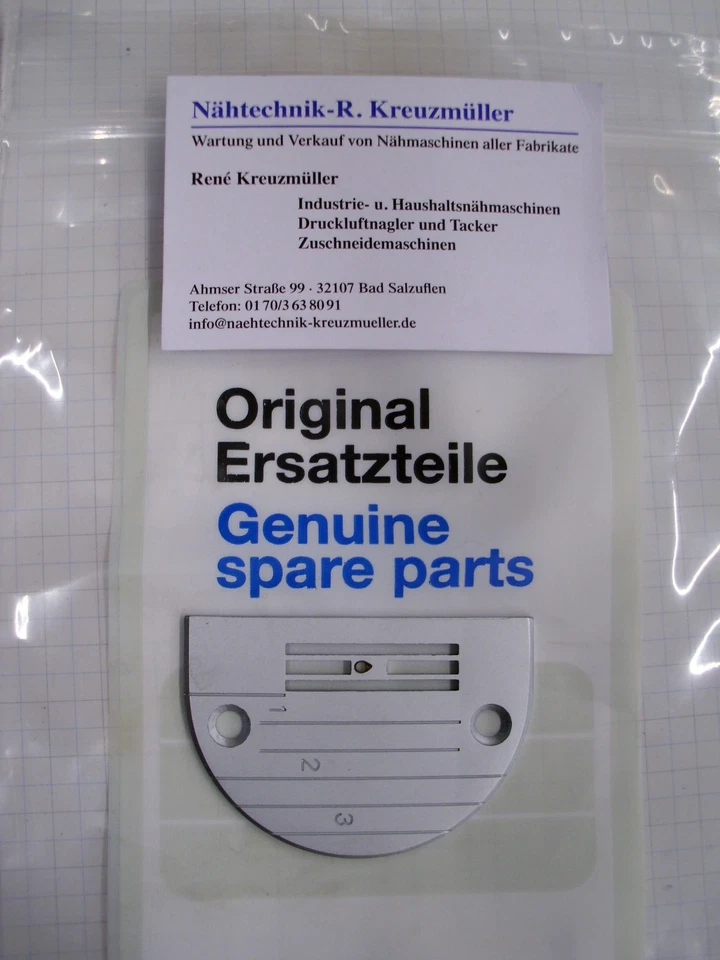 Nähtechnik-R. Kreuzmüller
Wartung und Verkauf von Nähmaschinen aller Fabrikate
René Kreuzmüller
Industrie- u. Haushaltsnähmaschinen
Druckluftnagler und Tacker
Zuschneidemaschinen
Ahmser Straße 99 · 32107 Bad Salzuflen
Telefon: 01 70/3 63 80 91
info@naehtechnik-kreuzmueller.de
Original
Ersatzteile
Genuine
spare parts
1
2
3